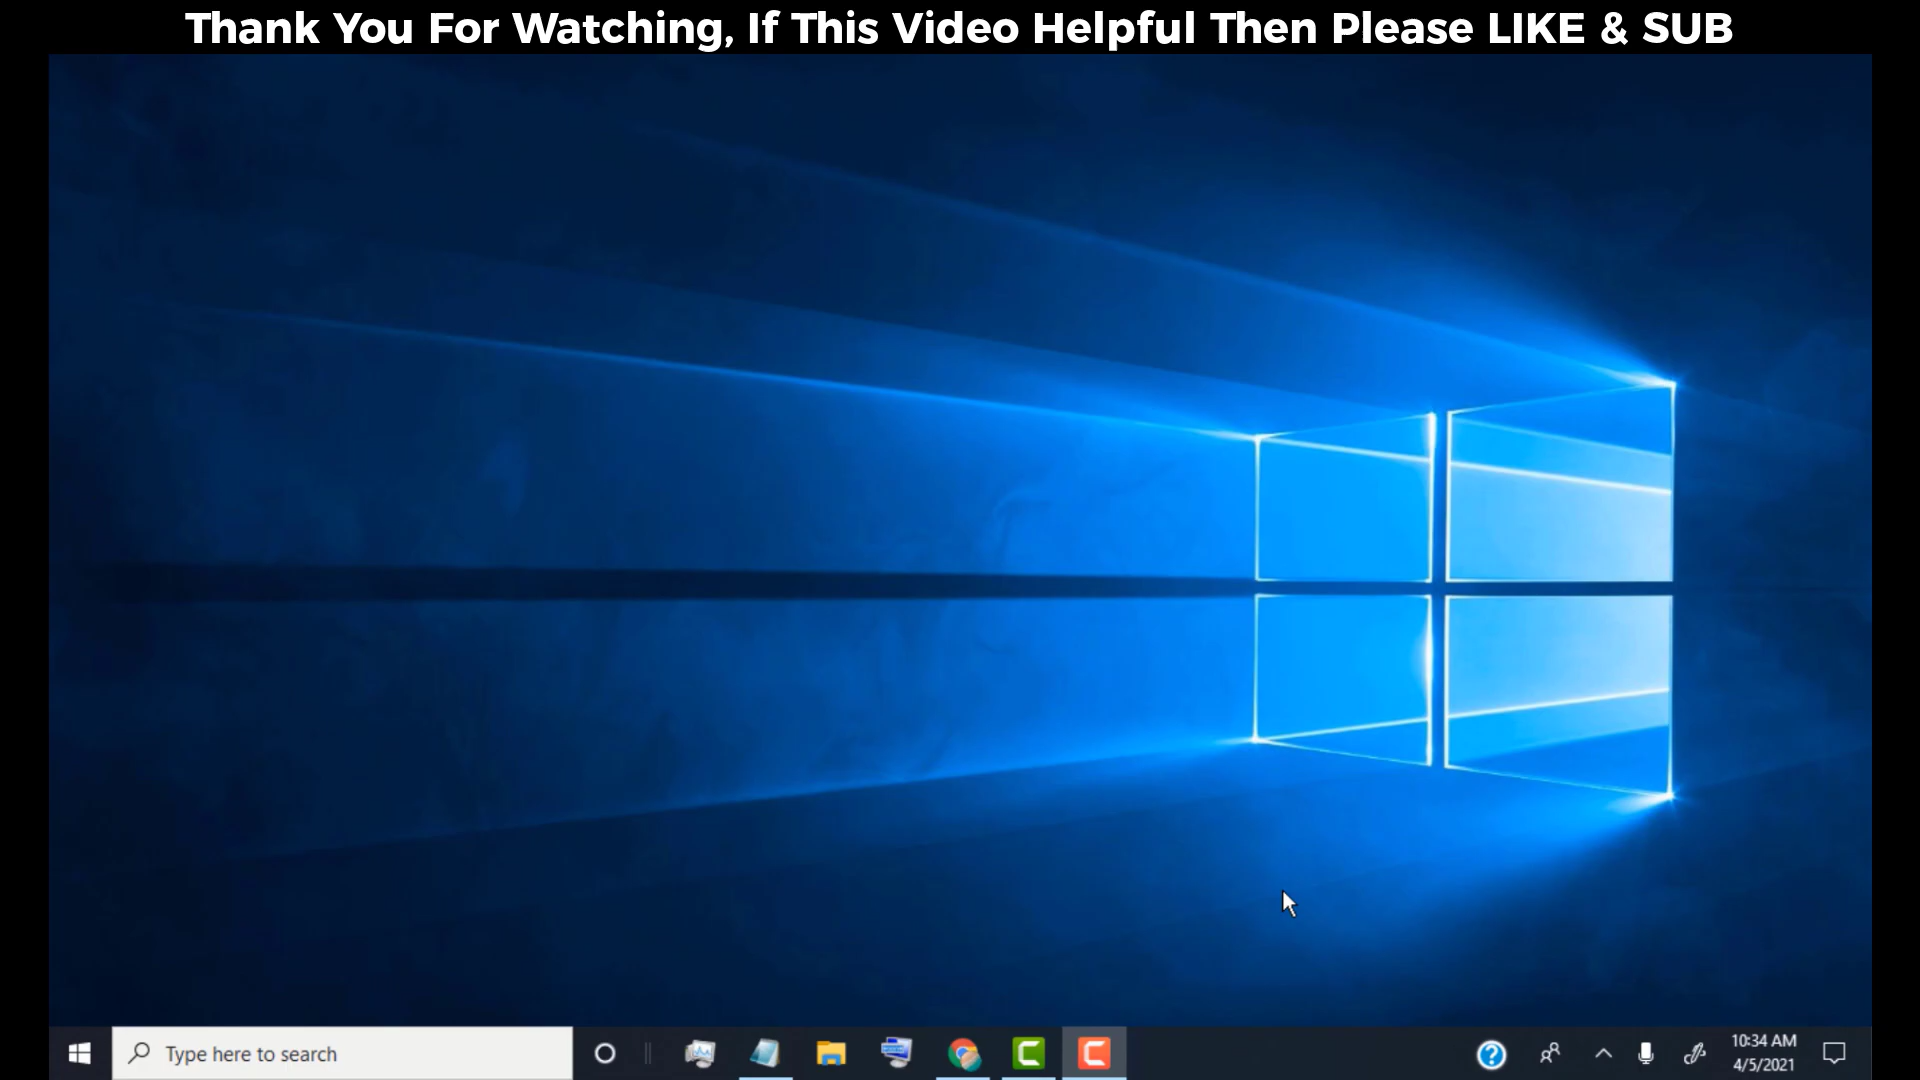 Thank You For Watching, If This Video Helpful Then Please LIKE & SUB
Type here to search
10:34 AM
4/5/2021